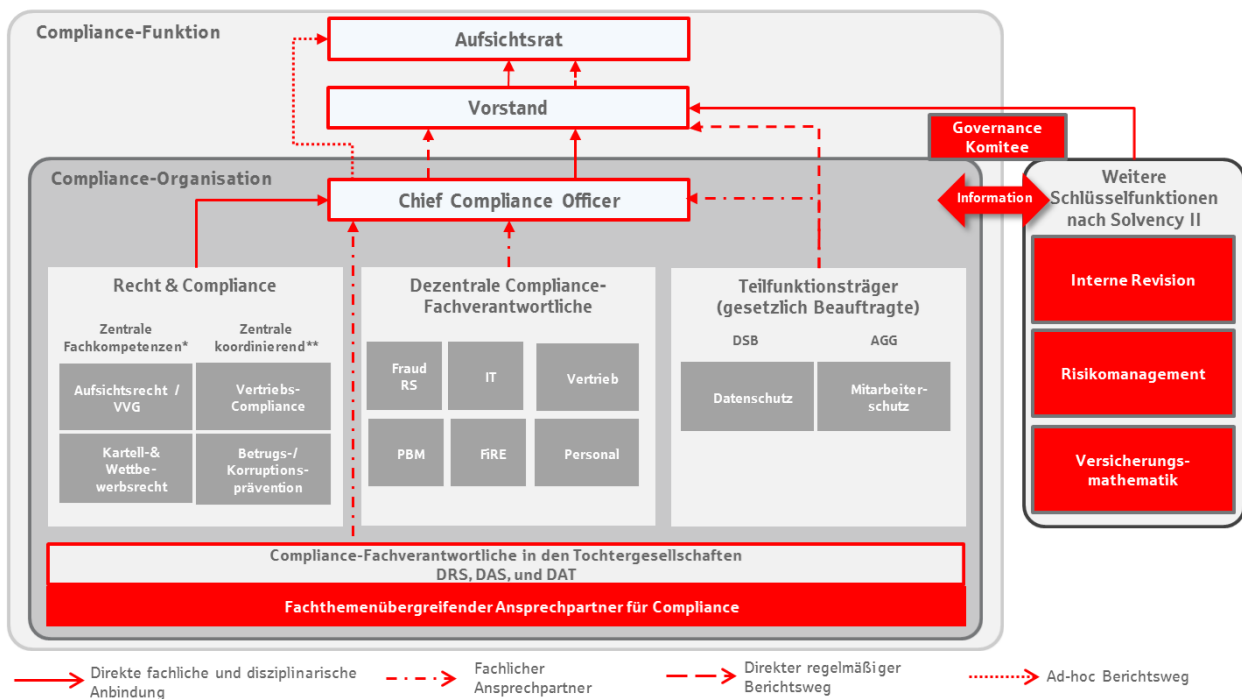 Compliance-Funktion
Aufsichtsrat
Vorstand
Governance
Komitee
Compliance-Organisation
Chief Compliance Officer
Information
Weitere
Schlüsselfunktionen
nach Solvency II
Interne Revision
Risikomanagement
Versicherungs-
mathematik
Recht & Compliance
Zentrale
Fachkompetenzen*
Zentrale
koordinierend**
Aufsichtsrecht /
VVG
Vertriebs-
Compliance
Kartell-&
Wettbe-
werbsrecht
Betrugs-/
Korruptions-
prävention
Dezentrale Compliance-
Fachverantwortliche
Fraud
RS
IT
Vertrieb
PBM
FiRE
Personal
Teilfunktionsträger
(gesetzlich Beauftragte)
DSB
AGG
Datenschutz
Mitarbeiter-
schutz
Compliance-Fachverantwortliche in den Tochtergesellschaften
DRS, DAS, und DAT
Fachthemenübergreifender Ansprechpartner für Compliance
Direkte fachliche und disziplinarische
Anbindung
Fachlicher
Ansprechpartner
Direkter regelmäßiger
Berichtsweg
Ad-hoc Berichtsweg